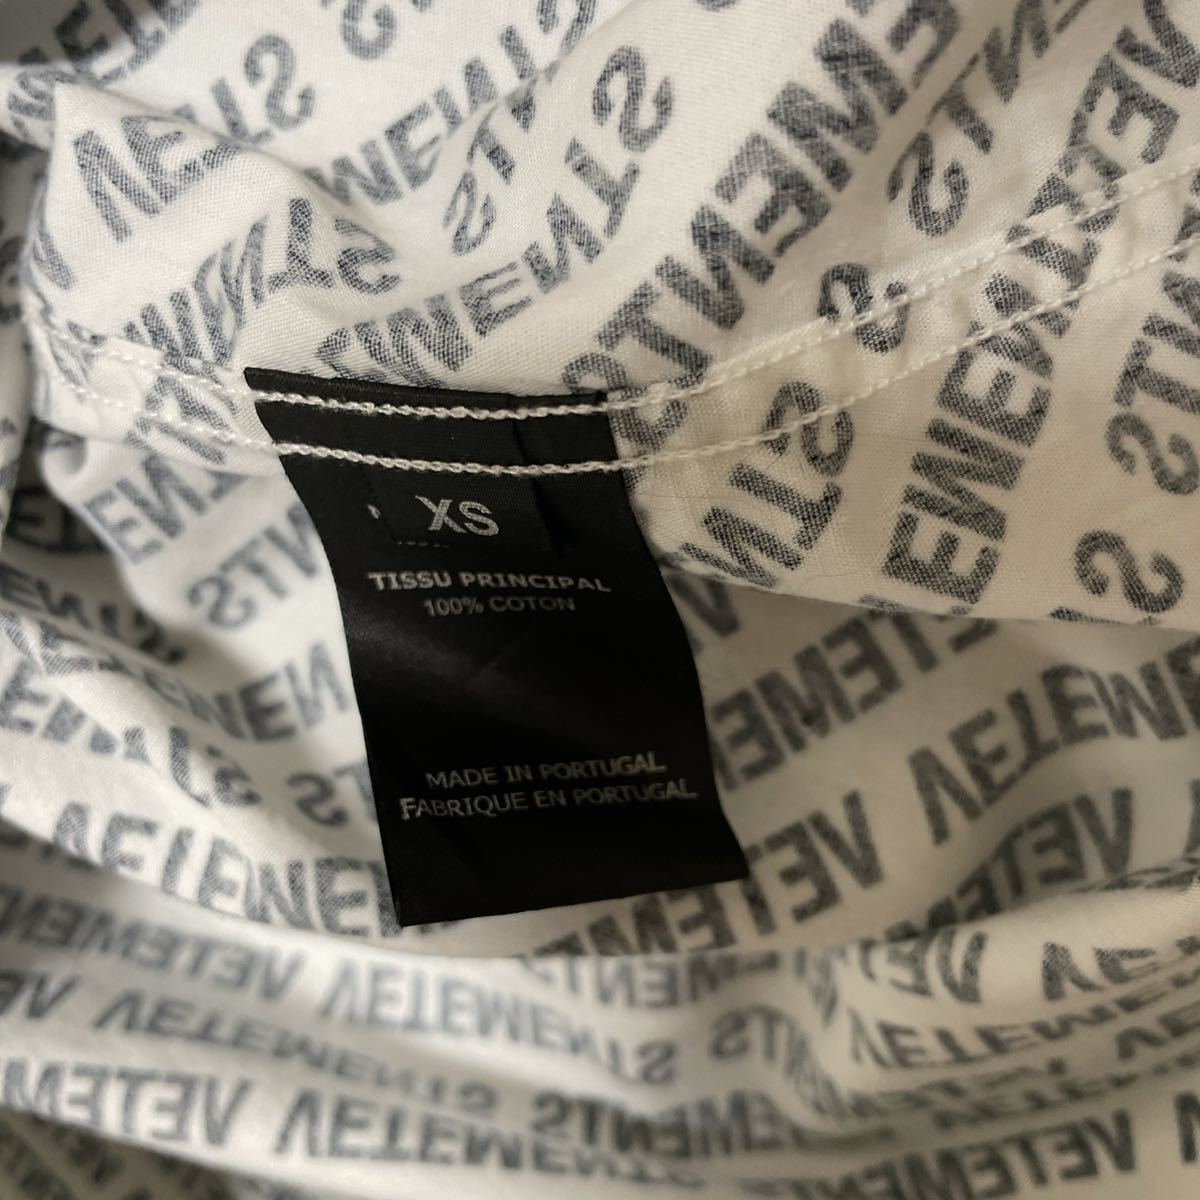 XS
TISSU PRINCIPAL
100% COTON
MADE IN PORTUGAL
FABRIQUE EN PORTUGAL
VETEMENTS
VETEMENTS
VETEMENTS
VETEMENTS